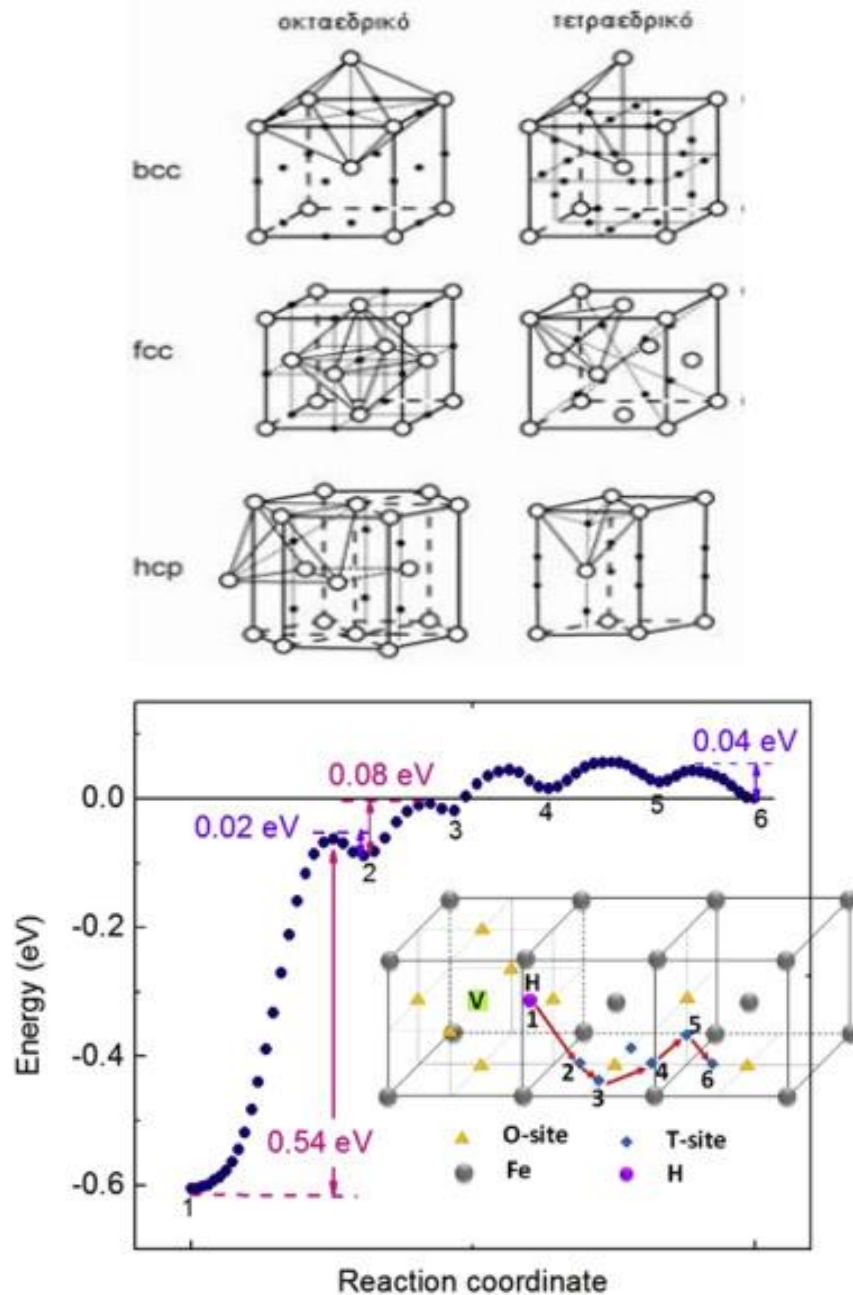 οκταεδρικό τετραεδρικό
bcc
fcc
hcp
0.04 eV
0.08 eV
0.0
0.02 eV
1 2 3 4 5 6
-0.2
-0.4
-0.6
0.54 eV
Energy (eV)
V H
1 2 3 4 5 6
O-site T-site
Fe H
Reaction coordinate